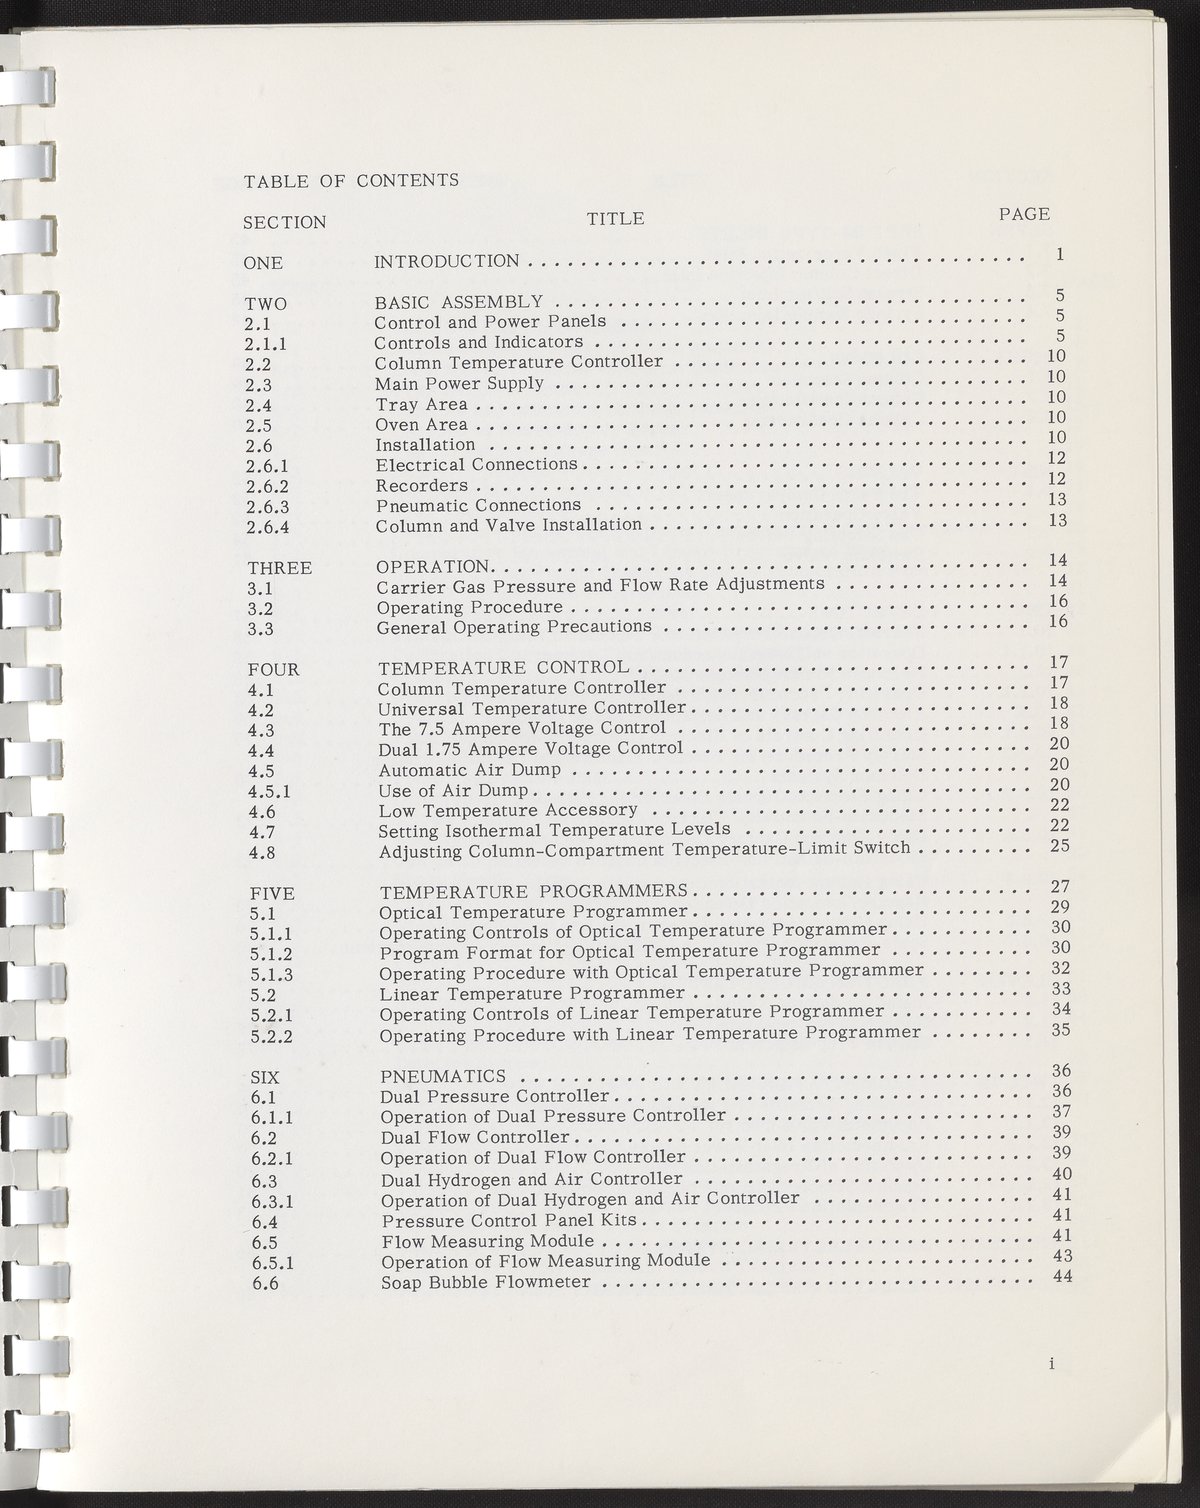 TABLE OF CONTENTS
SECTION TITLE PAGE
ONE INTRODUCTION . . . . . . . . . . . . . . . . . . . . . . . . . . . . . . . . . . . . . . 1
TWO BASIC ASSEMBLY . . . . . . . . . . . . . . . . . . . . . . . . . . . . . . . . . . . . 5
2.1 Control and Power Panels . . . . . . . . . . . . . . . . . . . . . . . . . . . . . . . 5
2.1.1 Controls and Indicators . . . . . . . . . . . . . . . . . . . . . . . . . . . . . . . . . 5
2.2 Column Temperature Controller . . . . . . . . . . . . . . . . . . . . . . . . . . . 10
2.3 Main Power Supply . . . . . . . . . . . . . . . . . . . . . . . . . . . . . . . . . . . . 10
2.4 Tray Area . . . . . . . . . . . . . . . . . . . . . . . . . . . . . . . . . . . . . . . . . . 10
2.5 Oven Area . . . . . . . . . . . . . . . . . . . . . . . . . . . . . . . . . . . . . . . . . . 10
2.6 Installation . . . . . . . . . . . . . . . . . . . . . . . . . . . . . . . . . . . . . . . . . 10
2.6.1 Electrical Connections . . . . . . . . . . . . . . . . . . . . . . . . . . . . . . . . . . 12
2.6.2 Recorders . . . . . . . . . . . . . . . . . . . . . . . . . . . . . . . . . . . . . . . . . . 12
2.6.3 Pneumatic Connections . . . . . . . . . . . . . . . . . . . . . . . . . . . . . . . . . 13
2.6.4 Column and Valve Installation . . . . . . . . . . . . . . . . . . . . . . . . . . . . . 13
THREE OPERATION . . . . . . . . . . . . . . . . . . . . . . . . . . . . . . . . . . . . . . . . . 14
3.1 Carrier Gas Pressure and Flow Rate Adjustments . . . . . . . . . . . . . . . 14
3.2 Operating Procedure . . . . . . . . . . . . . . . . . . . . . . . . . . . . . . . . . . . 16
3.3 General Operating Precautions . . . . . . . . . . . . . . . . . . . . . . . . . . . . 16
FOUR TEMPERATURE CONTROL . . . . . . . . . . . . . . . . . . . . . . . . . . . . . . 17
4.1 Column Temperature Controller . . . . . . . . . . . . . . . . . . . . . . . . . . . 17
4.2 Universal Temperature Controller . . . . . . . . . . . . . . . . . . . . . . . . . . 18
4.3 The 7.5 Ampere Voltage Control . . . . . . . . . . . . . . . . . . . . . . . . . . . 18
4.4 Dual 1.75 Ampere Voltage Control . . . . . . . . . . . . . . . . . . . . . . . . . . 20
4.5 Automatic Air Dump . . . . . . . . . . . . . . . . . . . . . . . . . . . . . . . . . . . 20
4.5.1 Use of Air Dump . . . . . . . . . . . . . . . . . . . . . . . . . . . . . . . . . . . . . . 20
4.6 Low Temperature Accessory . . . . . . . . . . . . . . . . . . . . . . . . . . . . . 22
4.7 Setting Isothermal Temperature Levels . . . . . . . . . . . . . . . . . . . . . . 22
4.8 Adjusting Column-Compartment Temperature-Limit Switch . . . . . . . . . 25
FIVE TEMPERATURE PROGRAMMERS . . . . . . . . . . . . . . . . . . . . . . . . . . 27
5.1 Optical Temperature Programmer . . . . . . . . . . . . . . . . . . . . . . . . . . 29
5.1.1 Operating Controls of Optical Temperature Programmer . . . . . . . . . . . 30
5.1.2 Program Format for Optical Temperature Programmer . . . . . . . . . . . 30
5.1.3 Operating Procedure with Optical Temperature Programmer . . . . . . . . 32
5.2 Linear Temperature Programmer . . . . . . . . . . . . . . . . . . . . . . . . . . 33
5.2.1 Operating Controls of Linear Temperature Programmer . . . . . . . . . . . 34
5.2.2 Operating Procedure with Linear Temperature Programmer . . . . . . . . 35
SIX PNEUMATICS . . . . . . . . . . . . . . . . . . . . . . . . . . . . . . . . . . . . . . . 36
6.1 Dual Pressure Controller . . . . . . . . . . . . . . . . . . . . . . . . . . . . . . . . 36
6.1.1 Operation of Dual Pressure Controller . . . . . . . . . . . . . . . . . . . . . . . 37
6.2 Dual Flow Controller . . . . . . . . . . . . . . . . . . . . . . . . . . . . . . . . . . . 39
6.2.1 Operation of Dual Flow Controller . . . . . . . . . . . . . . . . . . . . . . . . . . 39
6.3 Dual Hydrogen and Air Controller . . . . . . . . . . . . . . . . . . . . . . . . . . 40
6.3.1 Operation of Dual Hydrogen and Air Controller . . . . . . . . . . . . . . . . . 41
6.4 Pressure Control Panel Kits . . . . . . . . . . . . . . . . . . . . . . . . . . . . . . 41
6.5 Flow Measuring Module . . . . . . . . . . . . . . . . . . . . . . . . . . . . . . . . . 41
6.5.1 Operation of Flow Measuring Module . . . . . . . . . . . . . . . . . . . . . . . . 43
6.6 Soap Bubble Flowmeter . . . . . . . . . . . . . . . . . . . . . . . . . . . . . . . . . 44
i